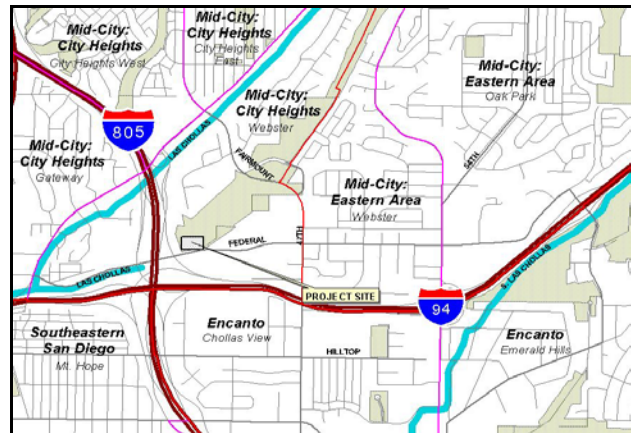 Mid-City:
City Heights
City Heights West
Mid-City:
City Heights
City Heights
East
Mid-City:
Eastern Area
Oak Park
Mid-City:
City Heights
Webster
805
LAS CHOLLAS
Mid-City:
City Heights
Gateway
FAIRMOUNT
54TH
Mid-City:
Eastern Area
Webster
47TH
FEDERAL
LAS CHOLLAS
S. LAS CHOLLAS
PROJECT SITE
94
Southeastern
San Diego
Mt. Hope
Encanto
Chollas View
HILLTOP
Encanto
Emerald Hills